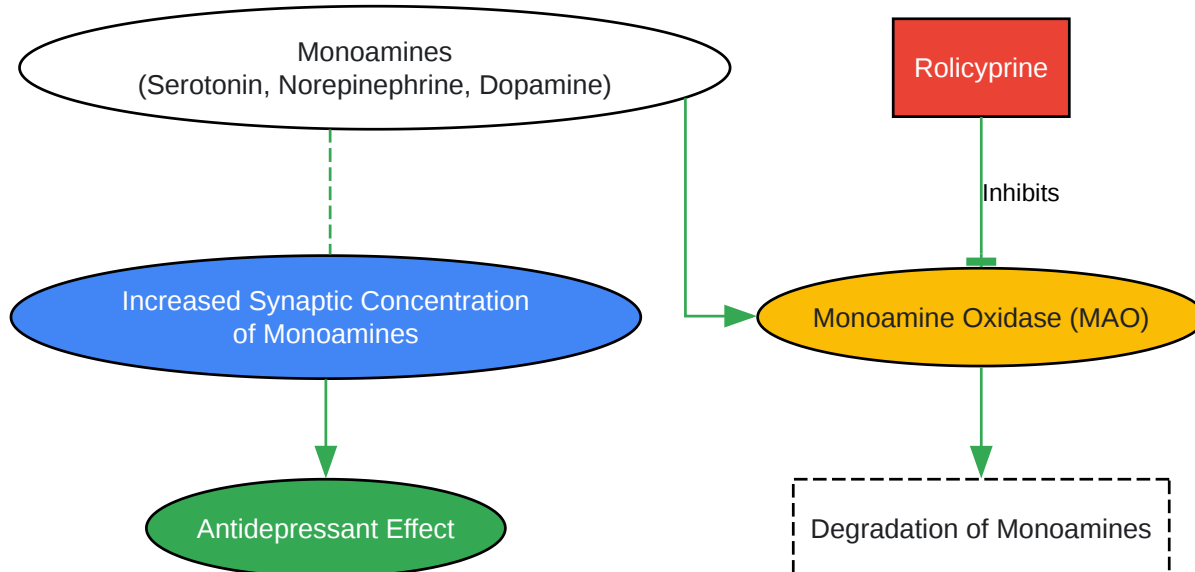 Monoamines
(Serotonin, Norepinephrine, Dopamine)
Rolicyprine
Inhibits
Increased Synaptic Concentration
of Monoamines
Monoamine Oxidase (MAO)
Antidepressant Effect
Degradation of Monoamines